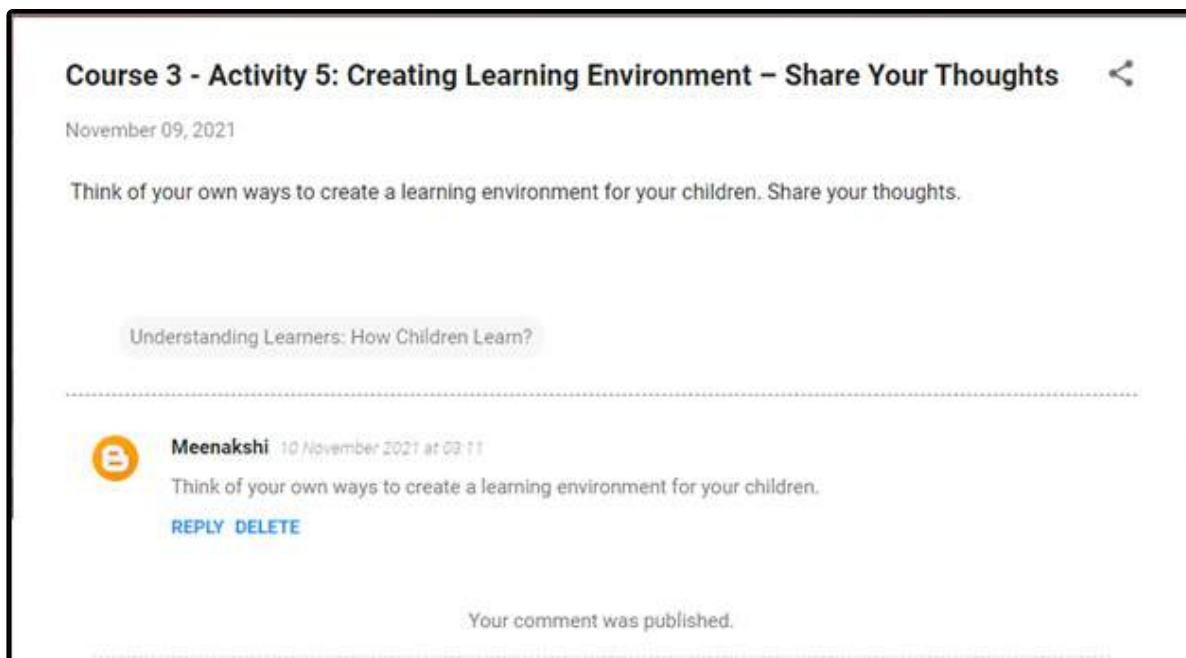 Course 3 - Activity 5: Creating Learning Environment – Share Your Thoughts
November 09, 2021
Think of your own ways to create a learning environment for your children. Share your thoughts.
Understanding Learners: How Children Learn?
Meenakshi 10 November 2021 at 03:11
Think of your own ways to create a learning environment for your children.
REPLY DELETE
Your comment was published.